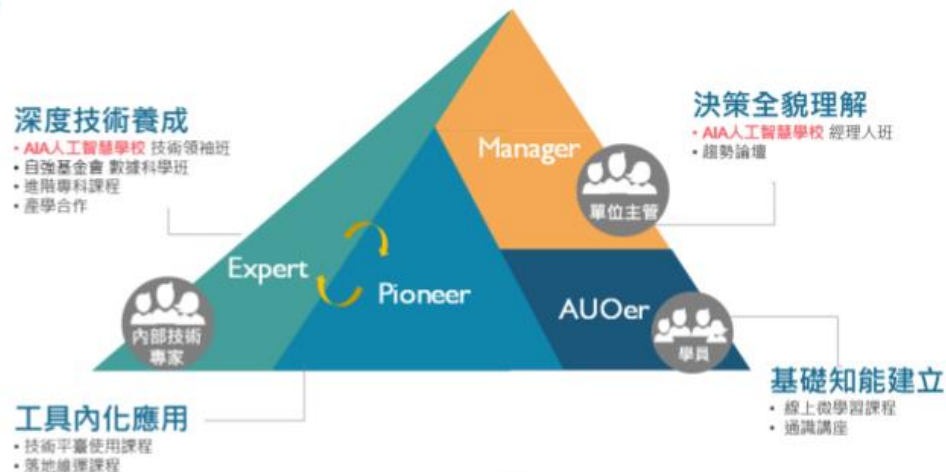 深度技術養成
• AIA人工智慧學校 技術領袖班
• 自強基金會 數據科學班
• 進階專科課程
• 產學合作
決策全貌理解
• AIA人工智慧學校 經理人班
• 趨勢論壇
Manager
單位主管
Expert
Pioneer
AUOer
內部技術
專家
學員
工具內化應用
• 技術平臺使用課程
• 落地維運課程
基礎知能建立
• 線上微學習課程
• 通識講座